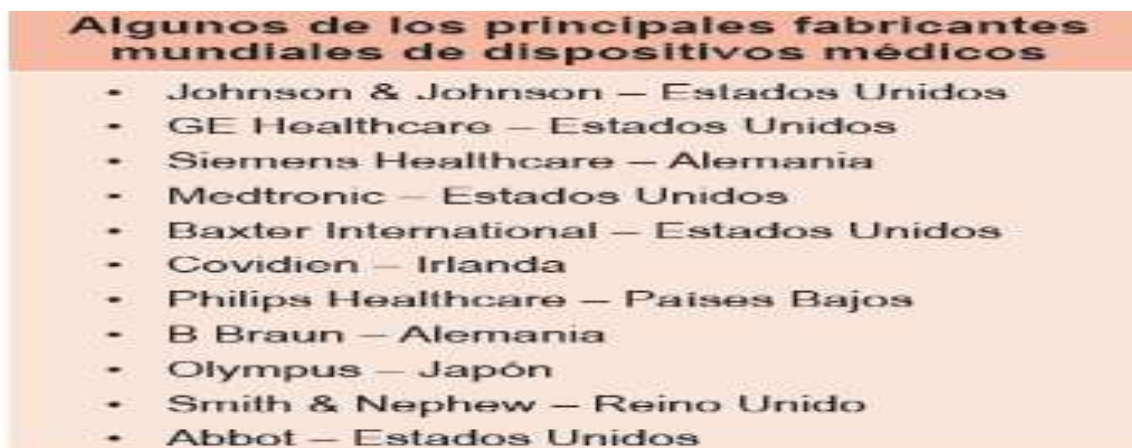 Algunos de los principales fabricantes
mundiales de dispositivos médicos
• Johnson & Johnson – Estados Unidos
• GE Healthcare – Estados Unidos
• Siemens Healthcare – Alemania
• Medtronic – Estados Unidos
• Baxter International – Estados Unidos
• Covidien – Irlanda
• Philips Healthcare – Países Bajos
• B Braun – Alemania
• Olympus – Japón
• Smith & Nephew – Reino Unido
• Abbot – Estados Unidos